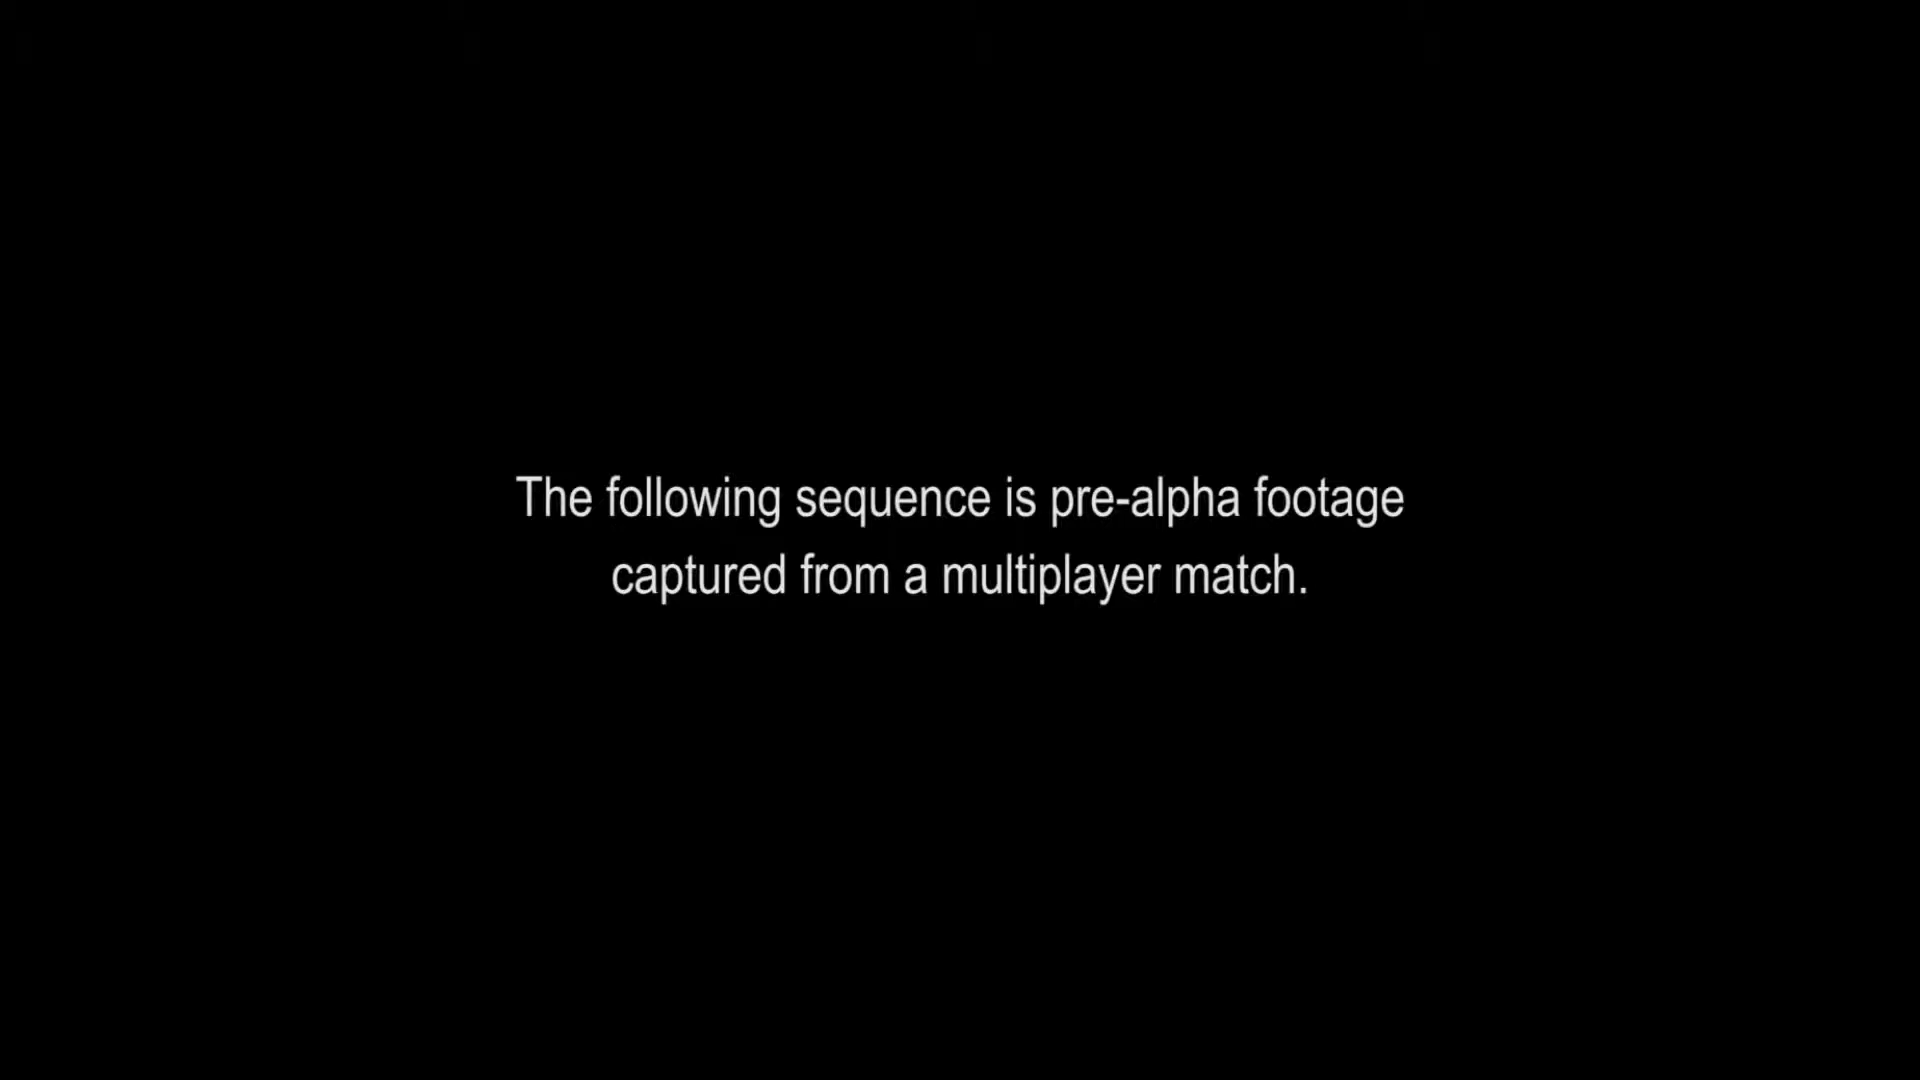 The following sequence is pre-alpha footage
captured from a multiplayer match.